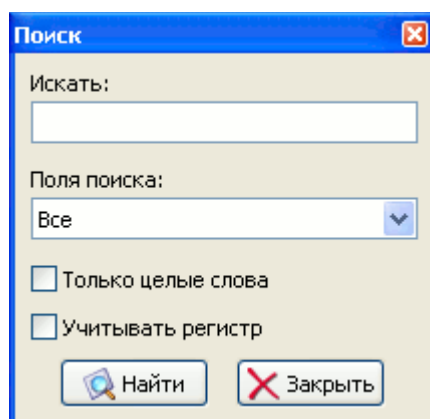 Поиск
Искать:
Поля поиска:
Все
Только целые слова
Учитывать регистр
Найти
Закрыть